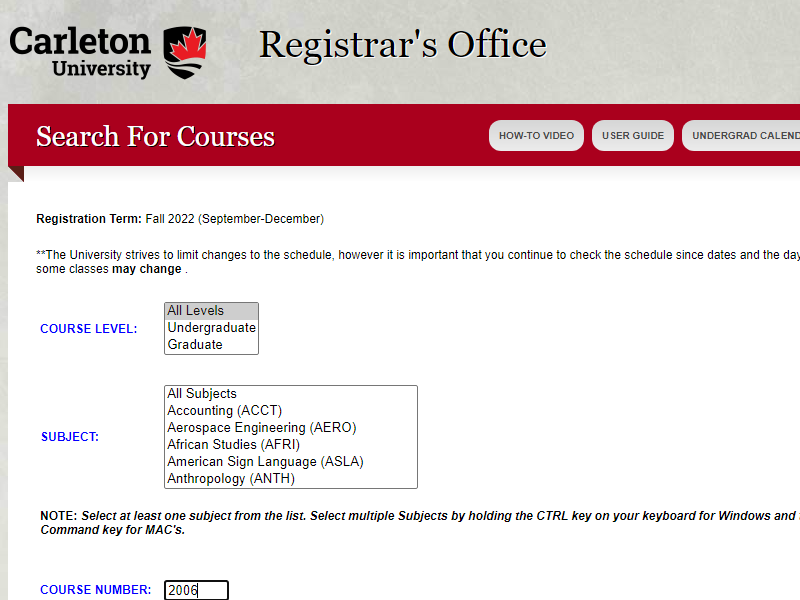 Carleton
University
Registrar's Office
Search For Courses
HOW-TO VIDEO
USER GUIDE
UNDERGRAD CALEND
Registration Term: Fall 2022 (September-December)
**The University strives to limit changes to the schedule, however it is important that you continue to check the schedule since dates and the day
some classes may change .
COURSE LEVEL:
All Levels
Undergraduate
Graduate
SUBJECT:
All Subjects
Accounting (ACCT)
Aerospace Engineering (AERO)
African Studies (AFRI)
American Sign Language (ASLA)
Anthropology (ANTH)
NOTE: Select at least one subject from the list. Select multiple Subjects by holding the CTRL key on your keyboard for Windows and
Command key for MAC's.
COURSE NUMBER:
2006